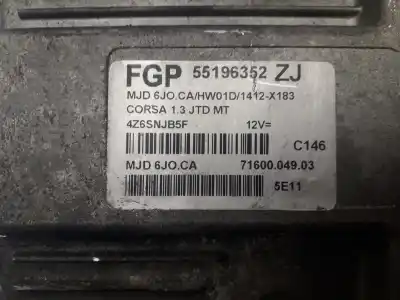 FGP 55196352 ZJ
MJD 6JO.CA/HW01D/1412-X183
CORSA 1.3 JTD MT
4Z6SNJB5F 12V=
C146
MJD 6JO.CA 71600.049.03
5E11